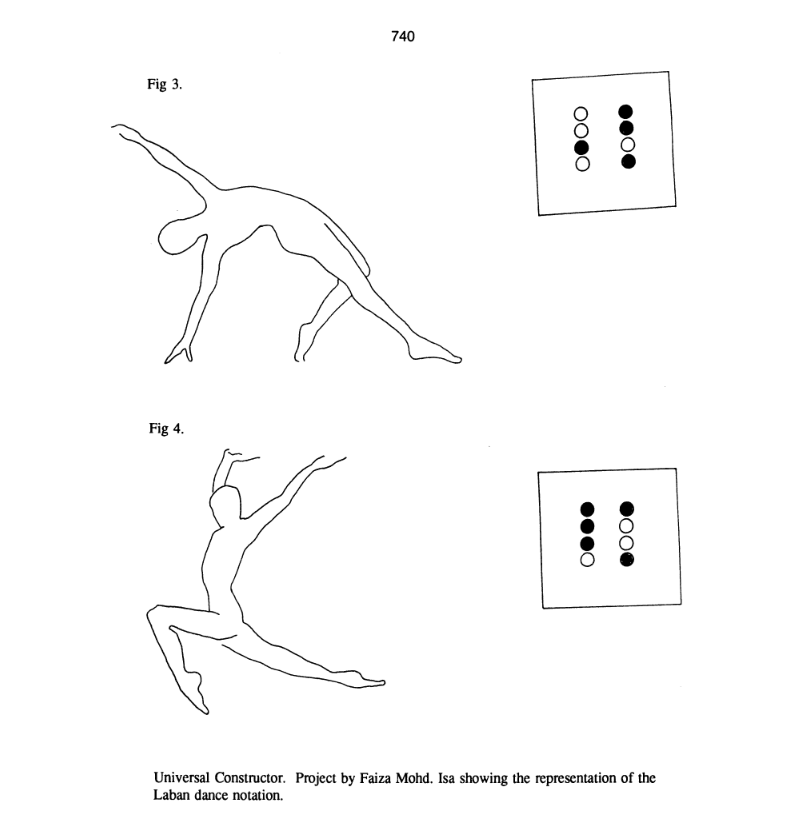 740
Fig 3.
Fig 4.
Universal Constructor. Project by Faiza Mohd. Isa showing the representation of the
Laban dance notation.